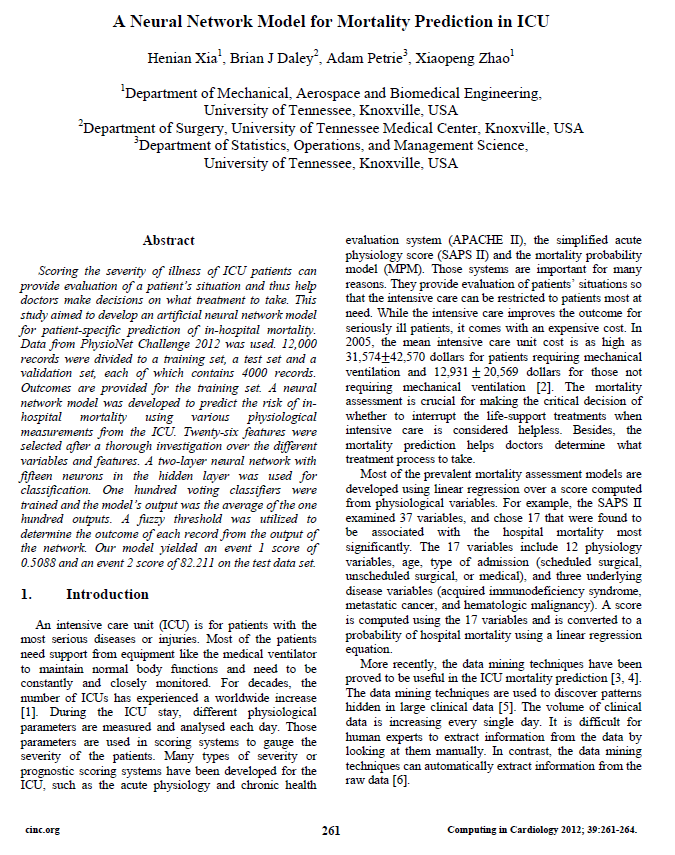 A Neural Network Model for Mortality Prediction in ICU
Henian Xia1, Brian J Daley2, Adam Petrie3, Xiaopeng Zhao1
1Department of Mechanical, Aerospace and Biomedical Engineering,
University of Tennessee, Knoxville, USA
2Department of Surgery, University of Tennessee Medical Center, Knoxville, USA
3Department of Statistics, Operations, and Management Science,
University of Tennessee, Knoxville, USA
Abstract
Scoring the severity of illness of ICU patients can
provide evaluation of a patient's situation and thus help
doctors make decisions on what treatment to take. This
study aimed to develop an artificial neural network model
for patient-specific prediction of in-hospital mortality.
Data from PhysioNet Challenge 2012 was used. 12,000
records were divided to a training set, a test set and a
validation set, each of which contains 4000 records.
Outcomes are provided for the training set. A neural
network model was developed to predict the risk of in-
hospital mortality using various physiological
measurements from the ICU. Twenty-six features were
selected after a thorough investigation over the different
variables and features. A two-layer neural network with
fifteen neurons in the hidden layer was used for
classification. One hundred voting classifiers were
trained and the model's output was the average of the one
hundred outputs. A fuzzy threshold was utilized to
determine the outcome of each record from the output of
the network. Our model yielded an event 1 score of
0.5088 and an event 2 score of 82.211 on the test data set.
1. Introduction
An intensive care unit (ICU) is for patients with the
most serious diseases or injuries. Most of the patients
need support from equipment like the medical ventilator
to maintain normal body functions and need to be
constantly and closely monitored. For decades, the
number of ICUs has experienced a worldwide increase
[1]. During the ICU stay, different physiological
parameters are measured and analysed each day. Those
parameters are used in scoring systems to gauge the
severity of the patients. Many types of severity or
prognostic scoring systems have been developed for the
ICU, such as the acute physiology and chronic health
evaluation system (APACHE II), the simplified acute
physiology score (SAPS II) and the mortality probability
model (MPM). Those systems are important for many
reasons. They provide evaluation of patients' situations so
that the intensive care can be restricted to patients most at
need. While the intensive care improves the outcome for
seriously ill patients, it comes with an expensive cost. In
2005, the mean intensive care unit cost is as high as
31,574±42,570 dollars for patients requiring mechanical
ventilation and 12,931 ± 20,569 dollars for those not
requiring mechanical ventilation [2]. The mortality
assessment is crucial for making the critical decision of
whether to interrupt the life-support treatments when
intensive care is considered helpless. Besides, the
mortality prediction helps doctors determine what
treatment process to take.
Most of the prevalent mortality assessment models are
developed using linear regression over a score computed
from physiological variables. For example, the SAPS II
examined 37 variables, and chose 17 that were found to
be associated with the hospital mortality most
significantly. The 17 variables include 12 physiology
variables, age, type of admission (scheduled surgical,
unscheduled surgical, or medical), and three underlying
disease variables (acquired immunodeficiency syndrome,
metastatic cancer, and hematologic malignancy). A score
is computed using the 17 variables and is converted to a
probability of hospital mortality using a linear regression
equation.
More recently, the data mining techniques have been
proved to be useful in the ICU mortality prediction [3, 4].
The data mining techniques are used to discover patterns
hidden in large clinical data [5]. The volume of clinical
data is increasing every single day. It is difficult for
human experts to extract information from the data by
looking at them manually. In contrast, the data mining
techniques can automatically extract information from the
raw data [6].
cinc.org
261
Computing in Cardiology 2012; 39:261-264.